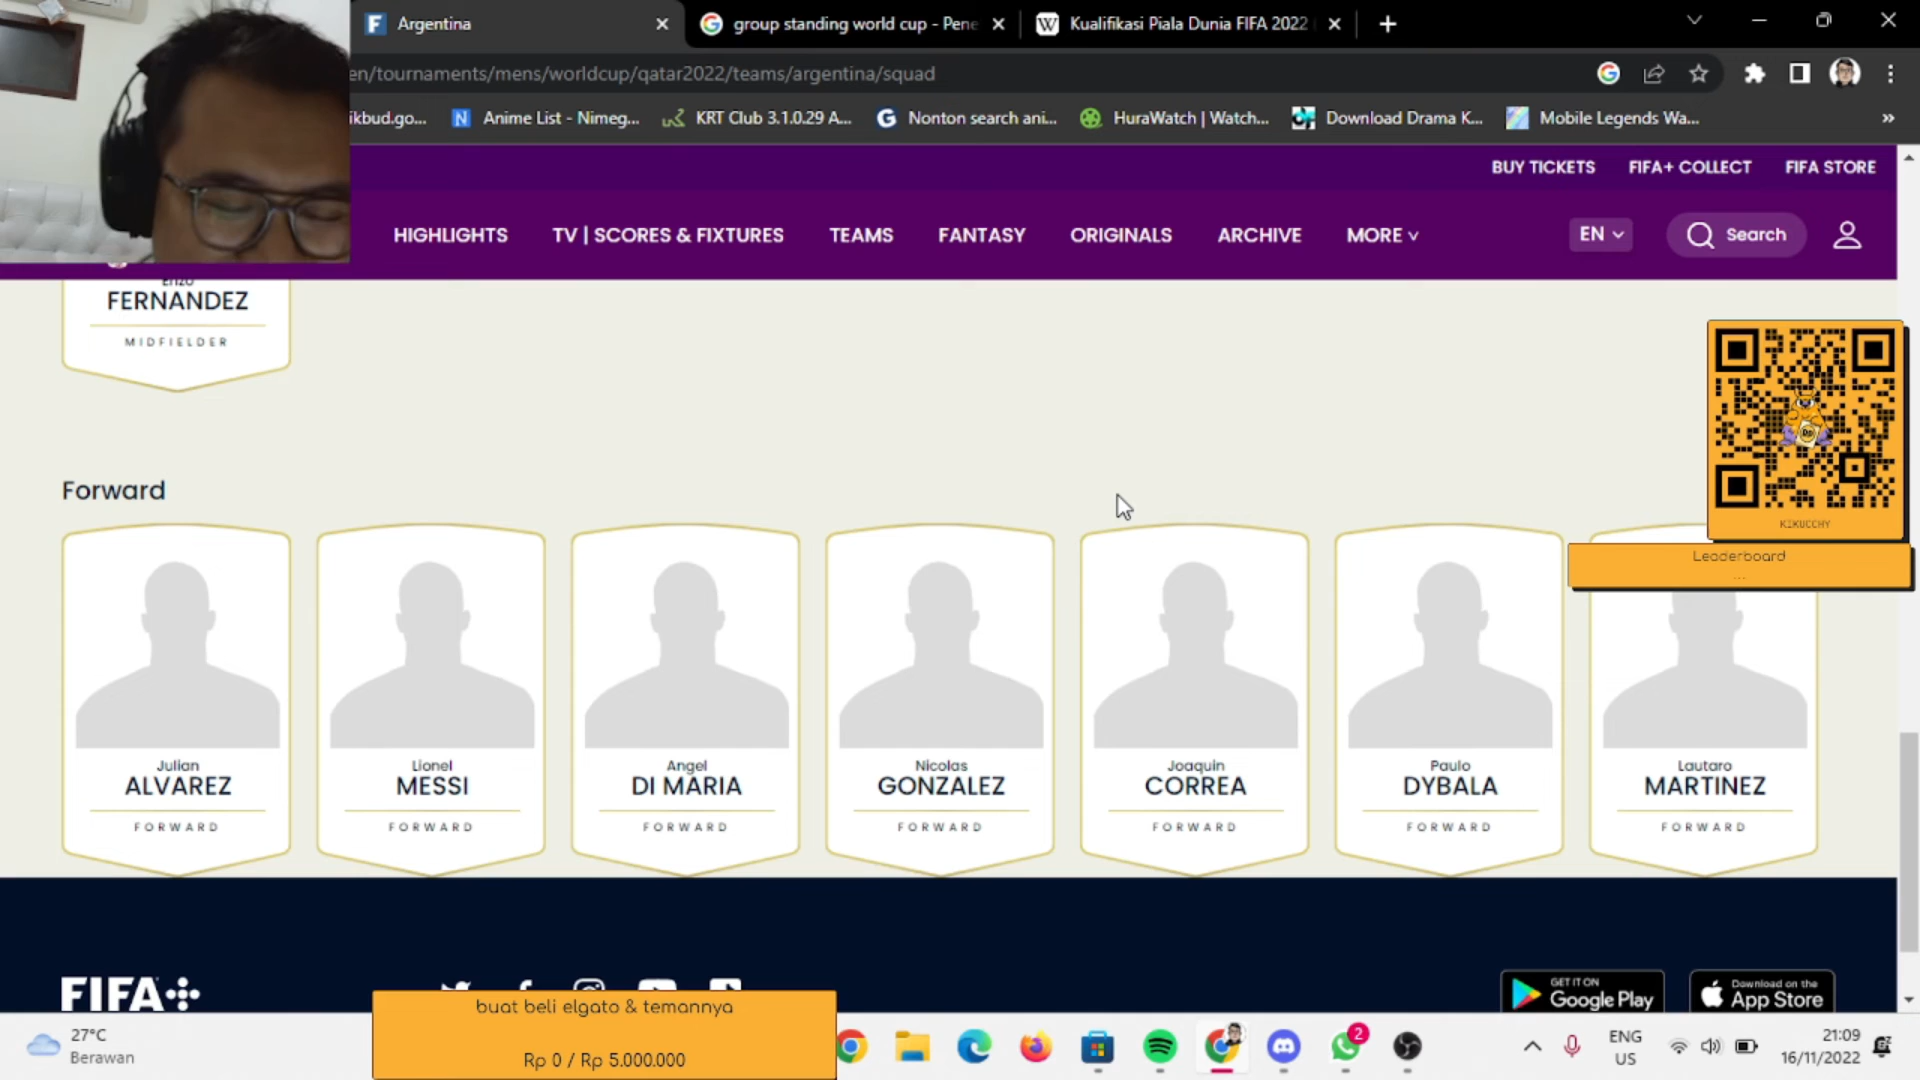 Argentina
group standing world cup - Pene
Kualifikasi Piala Dunia FIFA 2022
en/tournaments/mens/worldcup/qatar2022/teams/argentina/squad
ikbud.go...
Anime List - Nimeg...
KRT Club 3.1.0.29 A...
Nonton search ani...
HuraWatch | Watch...
Download Drama K...
Mobile Legends Wa...
»
BUY TICKETS
FIFA+ COLLECT
FIFA STORE
HIGHLIGHTS
TV | SCORES & FIXTURES
TEAMS
FANTASY
ORIGINALS
ARCHIVE
MORE
EN
Search
Enzo
FERNANDEZ
MIDFIELDER
KIKUCCHY
Leaderboard
...
Forward
Julian
ALVAREZ
FORWARD
Lionel
MESSI
FORWARD
Angel
DI MARIA
FORWARD
Nicolas
GONZALEZ
FORWARD
Joaquin
CORREA
FORWARD
Paulo
DYBALA
FORWARD
Lautaro
MARTINEZ
FORWARD
FIFA+
GET IT ON
Google Play
Download on the
App Store
buat beli elgato & temannya
Rp 0 / Rp 5.000.000
27°C
Berawan
2
ENG
US
21:09
16/11/2022